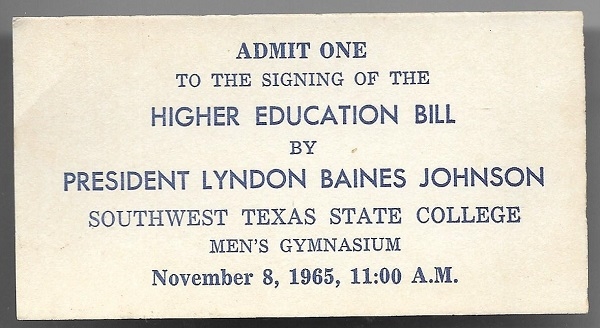 ADMIT ONE
TO THE SIGNING OF THE
HIGHER EDUCATION BILL
BY
PRESIDENT LYNDON BAINES JOHNSON
SOUTHWEST TEXAS STATE COLLEGE
MEN'S GYMNASIUM
November 8, 1965, 11:00 A.M.